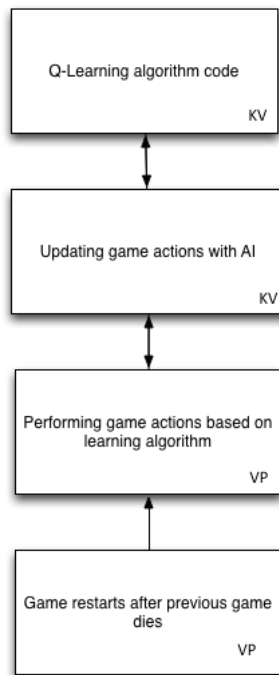 Q-Learning algorithm code
KV
Updating game actions with AI
KV
Performing game actions based on
learning algorithm
VP
Game restarts after previous game
dies
VP